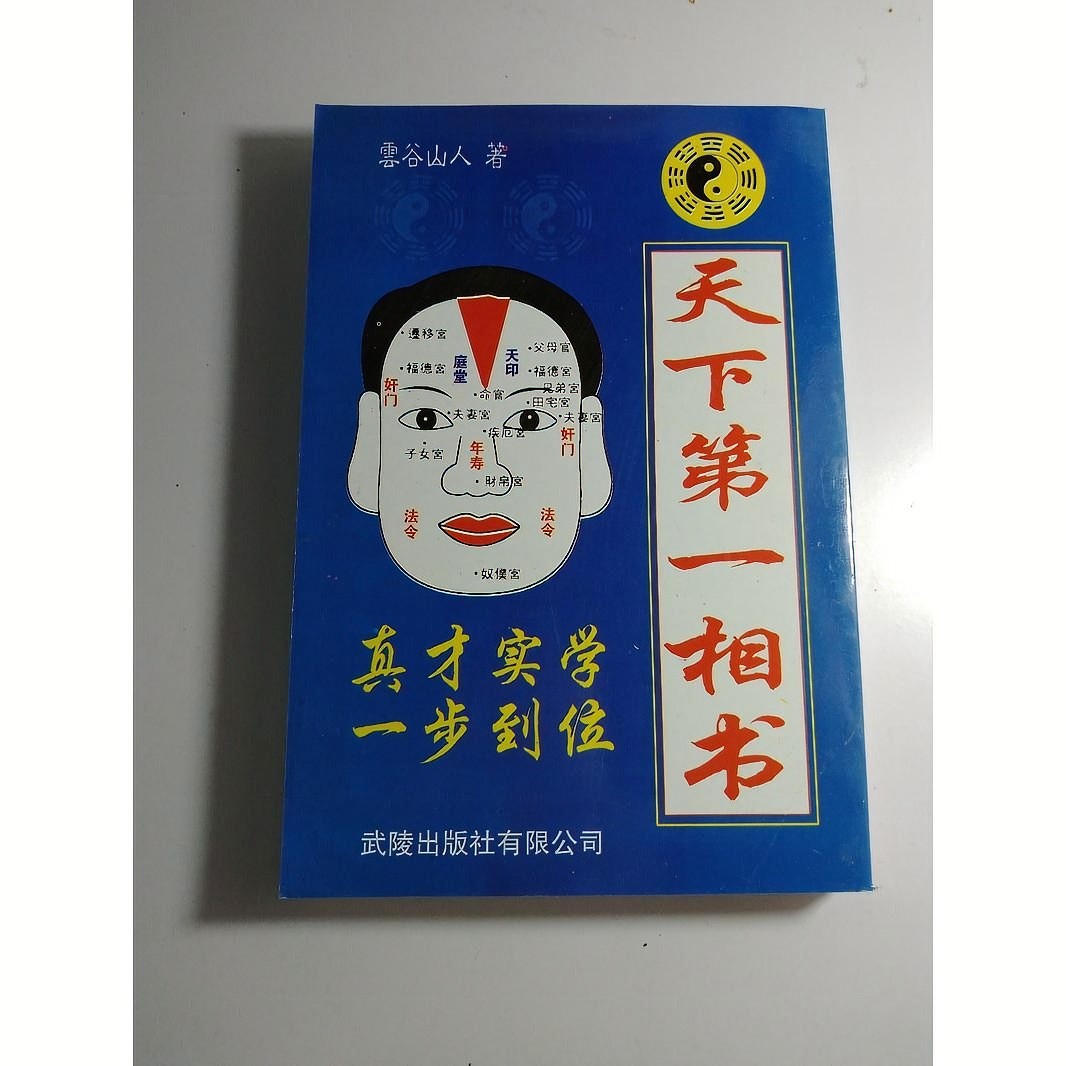 雲谷山人 著
天下第一相书
遷移宮
父母官
福德宮
庭堂
天印
福德宮
奸门
兄弟宮
命宮
田宅宮
夫妻宮
夫妻宮
疾厄宮
奸门
子女宮
年寿
財帛宮
法令
法令
奴僕宮
真才实学
一步到位
武陵出版社有限公司